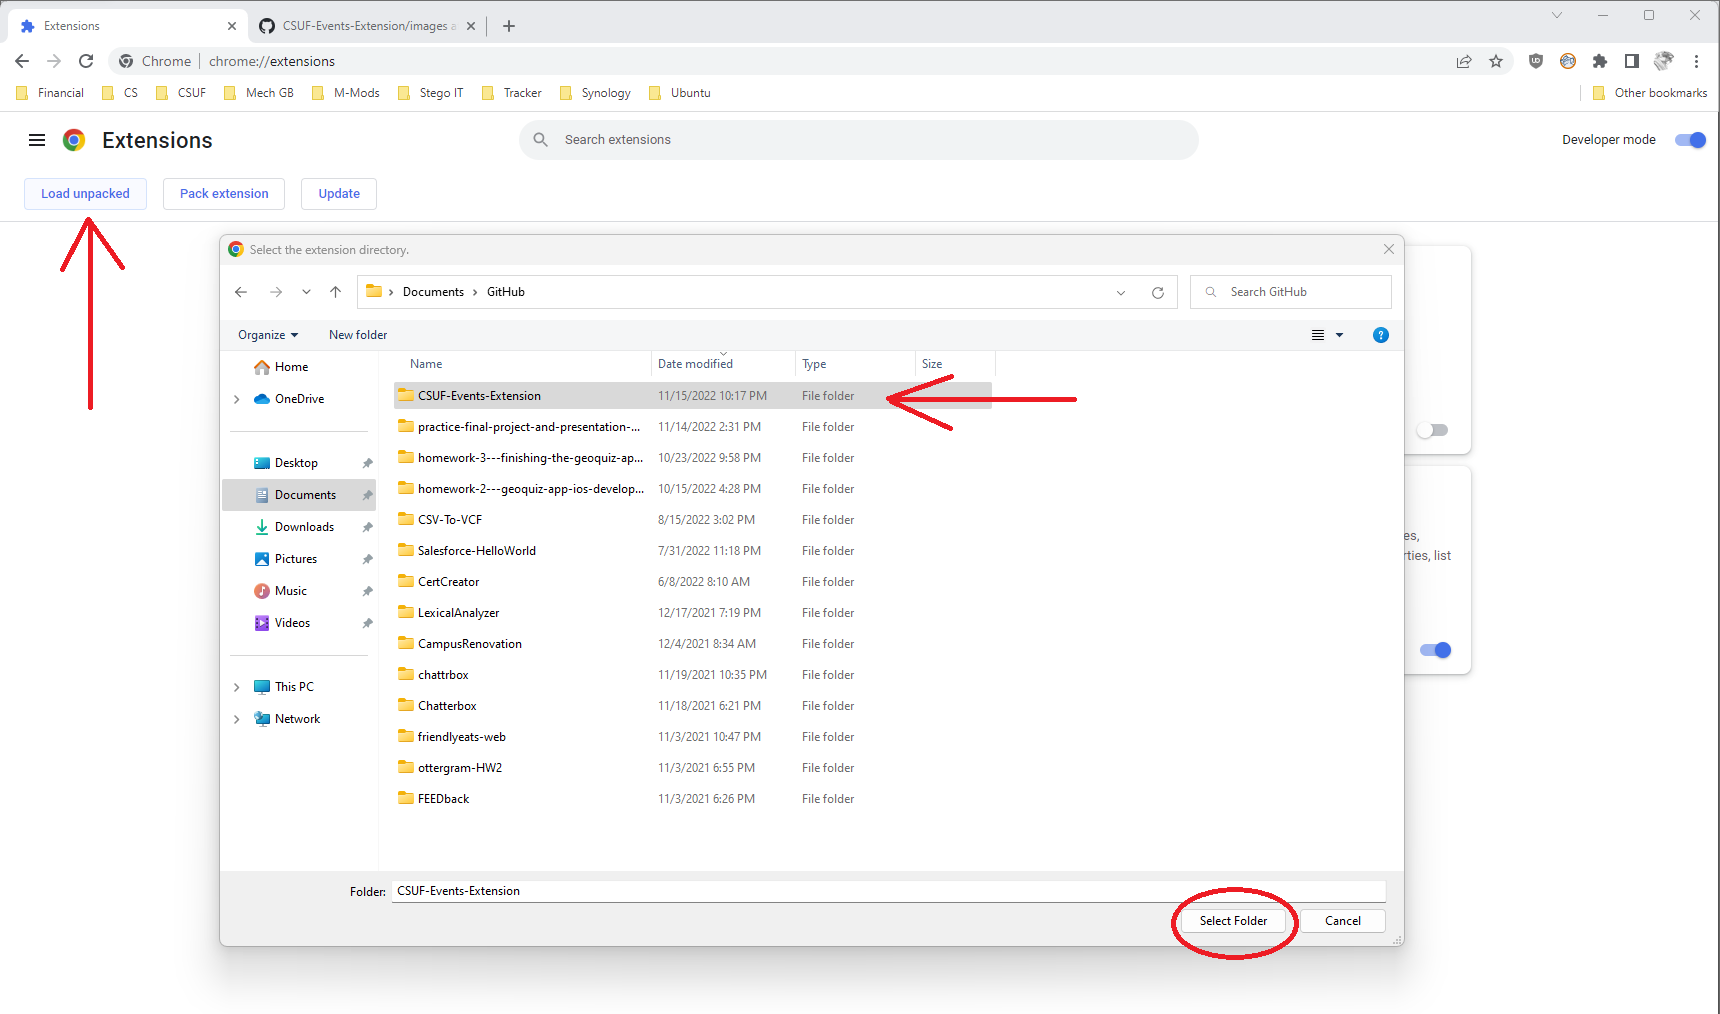 Extensions
CSUF-Events-Extension/images a
Chrome chrome://extensions
Financial CS CSUF Mech GB M-Mods Stego IT Tracker Synology Ubuntu Other bookmarks
Extensions
Search extensions
Developer mode
Load unpacked Pack extension Update
Select the extension directory.
Documents GitHub
Search GitHub
Organize New folder
Name Date modified Type Size
Home
OneDrive
Desktop
Documents
Downloads
Pictures
Music
Videos
This PC
Network
CSUF-Events-Extension 11/15/2022 10:17 PM File folder
practice-final-project-and-presentation-... 11/14/2022 2:31 PM File folder
homework-3---finishing-the-geoquiz-ap... 10/23/2022 9:58 PM File folder
homework-2---geoquiz-app-ios-develop... 10/15/2022 4:28 PM File folder
CSV-To-VCF 8/15/2022 3:02 PM File folder
Salesforce-HelloWorld 7/31/2022 11:18 PM File folder
CertCreator 6/8/2022 8:10 AM File folder
LexicalAnalyzer 12/17/2021 7:19 PM File folder
CampusRenovation 12/4/2021 8:34 AM File folder
chattrbox 11/19/2021 10:35 PM File folder
Chatterbox 11/18/2021 6:21 PM File folder
friendlyeats-web 11/3/2021 10:47 PM File folder
ottergram-HW2 11/3/2021 6:55 PM File folder
FEEDback 11/3/2021 6:26 PM File folder
es,
rties, list
Folder: CSUF-Events-Extension
Select Folder Cancel